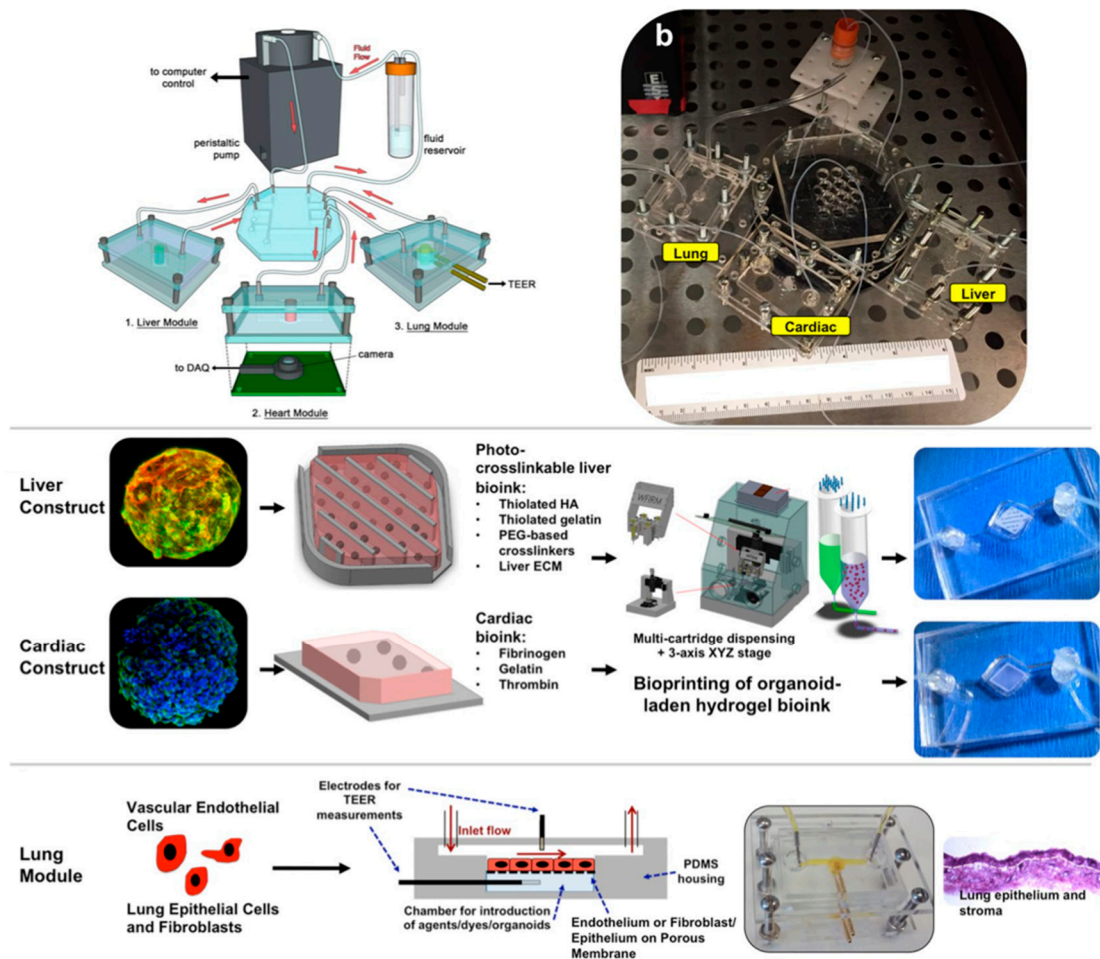 to computer
control
Fluid
Flow
peristaltic
pump
fluid
reservoir
TEER
1. Liver Module
3. Lung Module
camera
to DAQ
2. Heart Module
b
Lung
Liver
Cardiac
Liver
Construct
Photo-
crosslinkable liver
bioink:
• Thiolated HA
• Thiolated gelatin
• PEG-based
crosslinkers
• Liver ECM
WFIRM
Multi-cartridge dispensing
+ 3-axis XYZ stage
Cardiac
Construct
Cardiac
bioink:
• Fibrinogen
• Gelatin
• Thrombin
Bioprinting of organoid-
laden hydrogel bioink
Lung
Module
Vascular Endothelial
Cells
Lung Epithelial Cells
and Fibroblasts
Electrodes for
TEER
measurements
Inlet flow
PDMS
housing
Chamber for introduction
of agents/dyes/organoids
Endothelium or Fibroblast/
Epithelium on Porous
Membrane
Lung epithelium and
stroma